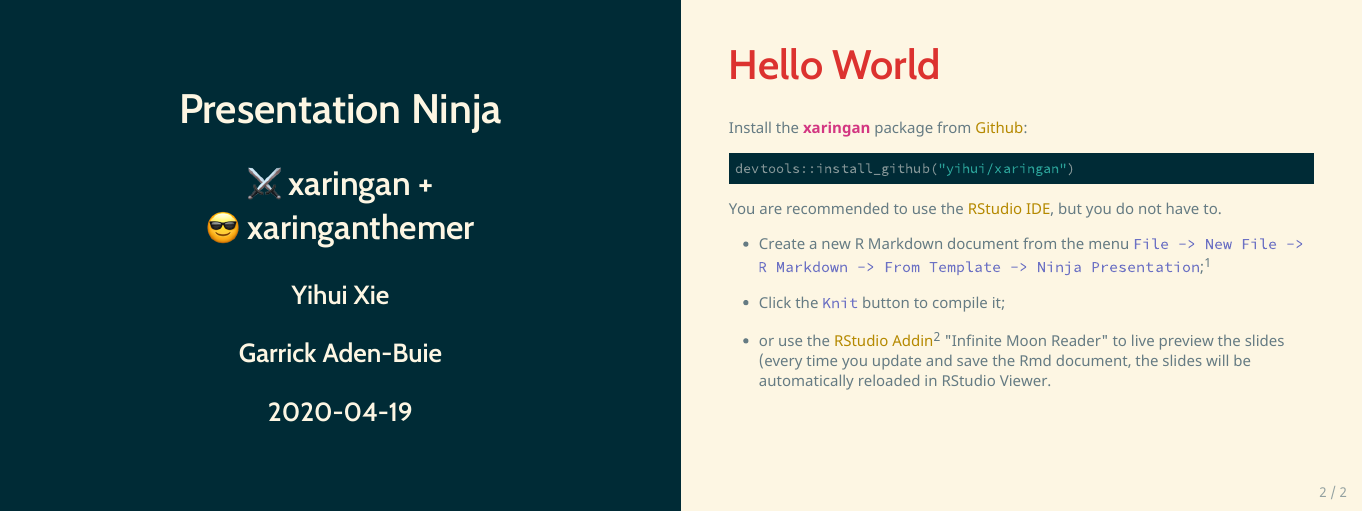 Presentation Ninja
⚔️ xaringan +
😎 xaringanthemer
Yihui Xie
Garrick Aden-Buie
2020-04-19
Hello World
Install the xaringan package from Github:
devtools::install_github("yihui/xaringan")
You are recommended to use the RStudio IDE, but you do not have to.
• Create a new R Markdown document from the menu File -> New File ->
R Markdown -> From Template -> Ninja Presentation;1
• Click the Knit button to compile it;
• or use the RStudio Addin2 "Infinite Moon Reader" to live preview the slides
(every time you update and save the Rmd document, the slides will be
automatically reloaded in RStudio Viewer.
2 / 2